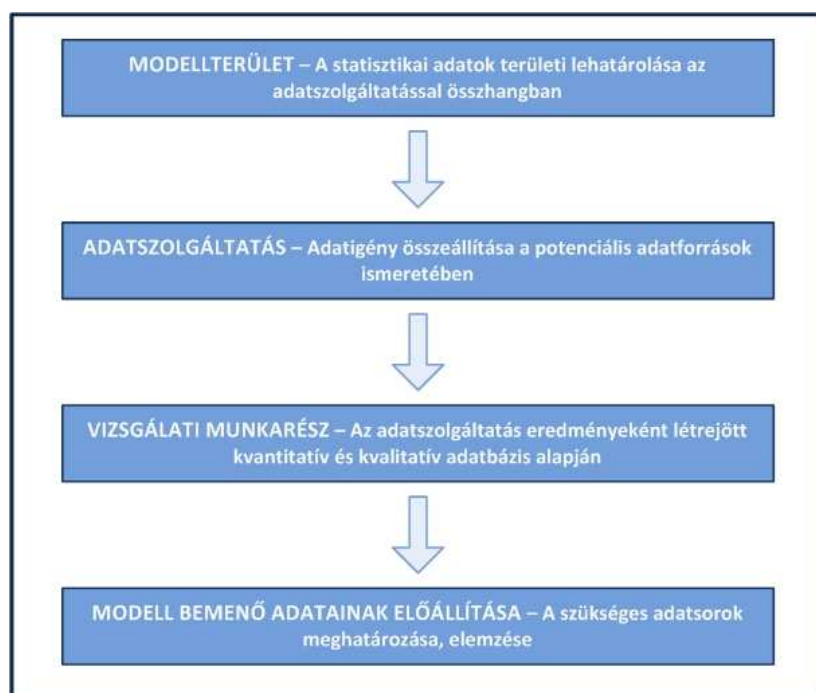 MODELLTERÜLET – A statisztikai adatok területi lehatárolása az
adatszolgáltatással összhangban
ADATSZOLGÁLTATÁS – Adatigény összeállítása a potenciális adatforrások
ismeretében
VIZSGÁLATI MUNKARÉSZ – Az adatszolgáltatás eredményeként létrejött
kvantitatív és kvalitatív adatbázis alapján
MODELL BEMENŐ ADATAINAK ELŐÁLLÍTÁSA – A szükséges adatsorok
meghatározása, elemzése